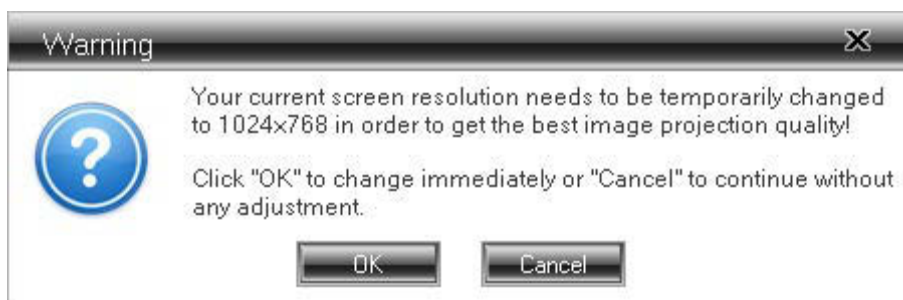 Warning
Your current screen resolution needs to be temporarily changed
to 1024x768 in order to get the best image projection quality!
Click "OK" to change immediately or "Cancel" to continue without
any adjustment.
OK Cancel